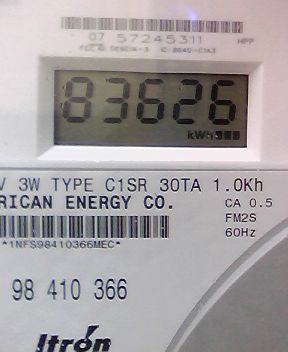 07 57245311 HPP
83626
kWh
V 3W TYPE C1SR 30TA 1.0Kh
RICAN ENERGY CO.
CA 0.5
FM2S
60Hz
*1NFS98410366MEC*
98 410 366
Itron